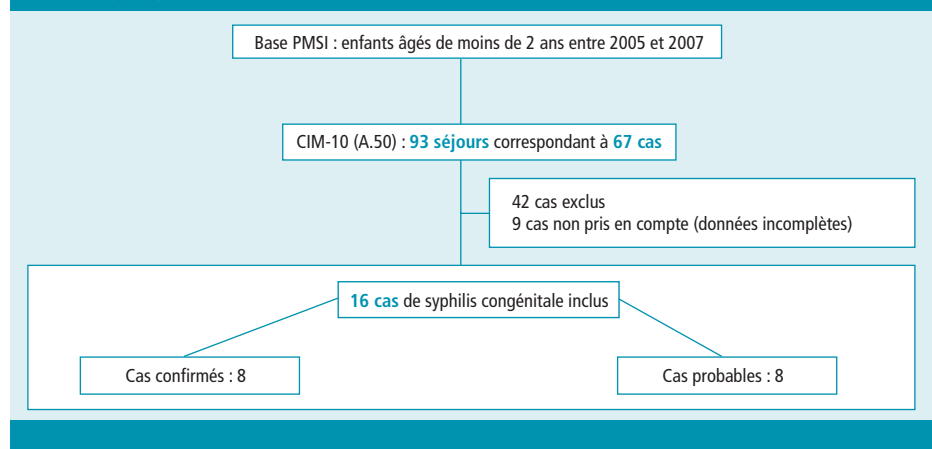 Base PMSI : enfants âgés de moins de 2 ans entre 2005 et 2007
CIM-10 (A.50) : 93 séjours correspondant à 67 cas
42 cas exclus
9 cas non pris en compte (données incomplètes)
16 cas de syphilis congénitale inclus
Cas confirmés : 8
Cas probables : 8